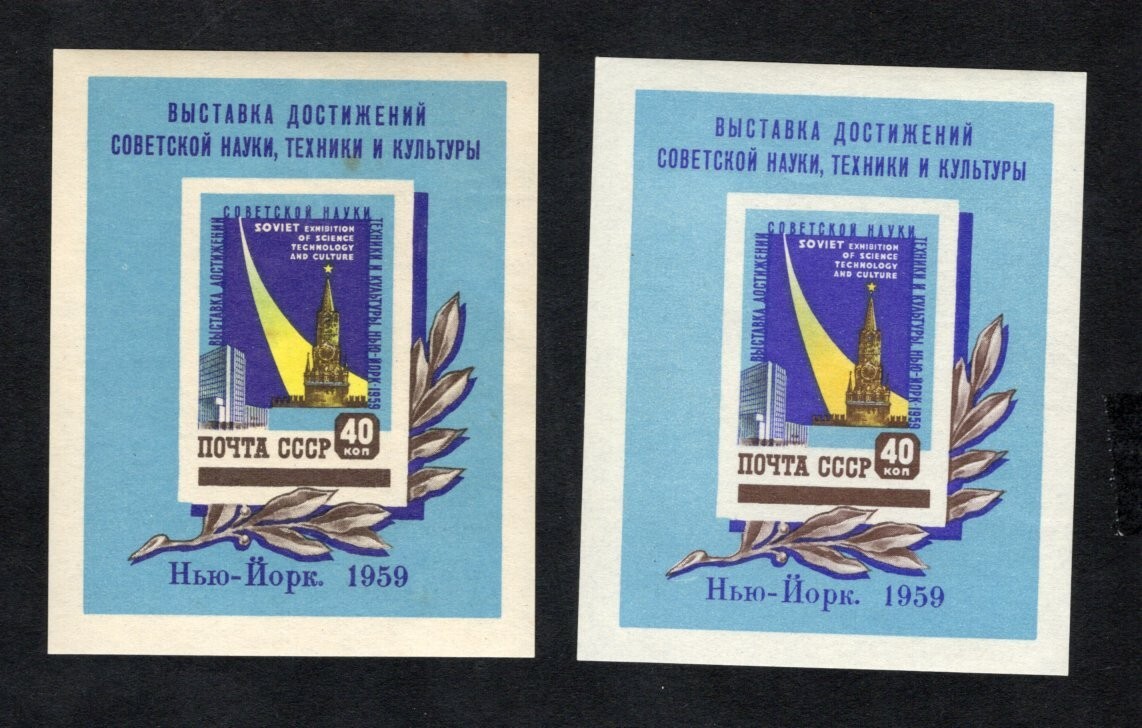 ВЫСТАВКА ДОСТИЖЕНИЙ
СОВЕТСКОЙ НАУКИ, ТЕХНИКИ И КУЛЬТУРЫ
ВЫСТАВКА ДОСТИЖЕНИЙ
СОВЕТСКОЙ НАУКИ
ТЕХНИКИ И КУЛЬТУРЫ НЬЮ-ЙОРК·1959
SOVIET EXHIBITION
OF SCIENCE
TECHNOLOGY
AND CULTURE
ПОЧТА СССР
40
КОП
Нью-Йорк. 1959
ВЫСТАВКА ДОСТИЖЕНИЙ
СОВЕТСКОЙ НАУКИ, ТЕХНИКИ И КУЛЬТУРЫ
ВЫСТАВКА ДОСТИЖЕНИЙ
СОВЕТСКОЙ НАУКИ
ТЕХНИКИ И КУЛЬТУРЫ НЬЮ-ЙОРК·1959
SOVIET EXHIBITION
OF SCIENCE
TECHNOLOGY
AND CULTURE
ПОЧТА СССР
40
КОП
Нью-Йорк. 1959